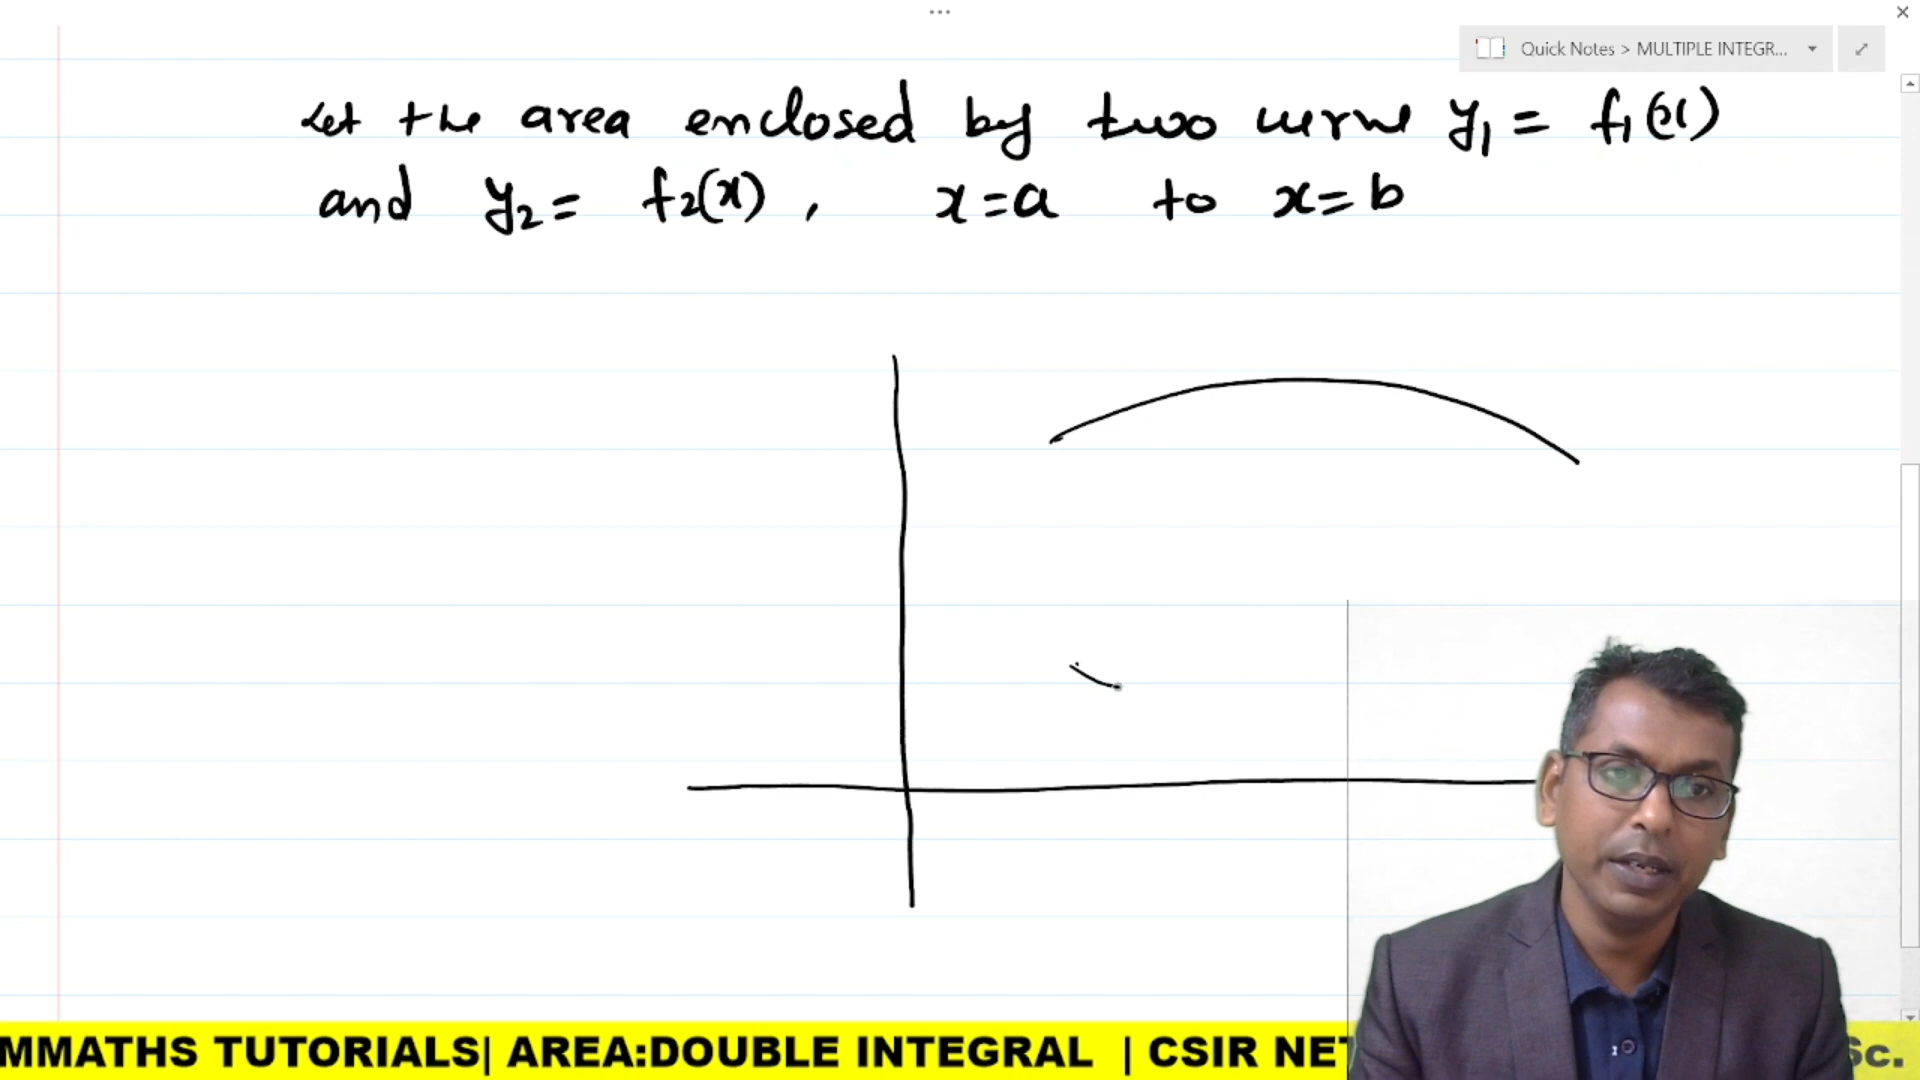 ...
Quick Notes > MULTIPLE INTEGR...
Let the area enclosed by two curve y₁ = f₁(x)
and y₂ = f₂(x), x=a to x=b
MMATHS TUTORIALS| AREA:DOUBLE INTEGRAL | CSIR NET Sc.